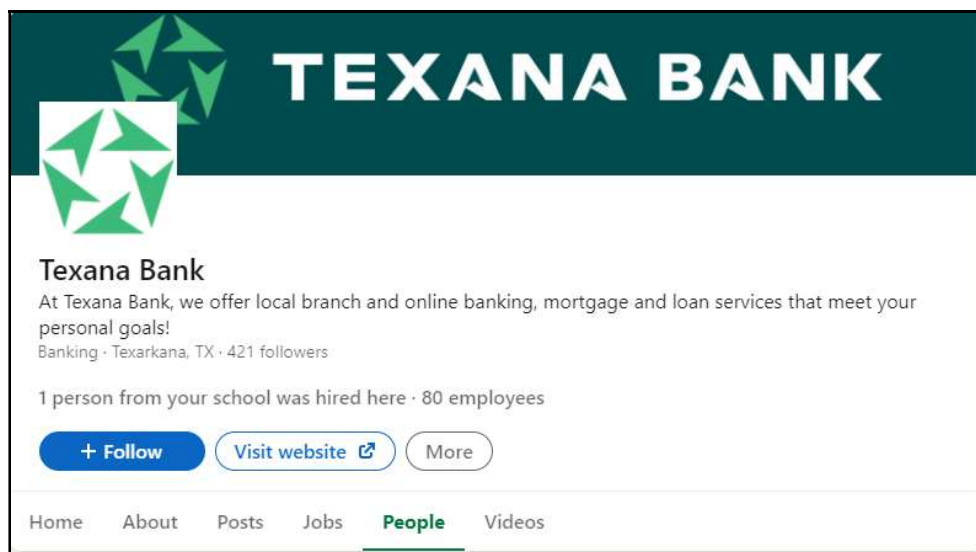 TEXANA BANK
Texana Bank
At Texana Bank, we offer local branch and online banking, mortgage and loan services that meet your
personal goals!
Banking · Texarkana, TX · 421 followers
1 person from your school was hired here · 80 employees
+ Follow Visit website More
Home About Posts Jobs People Videos